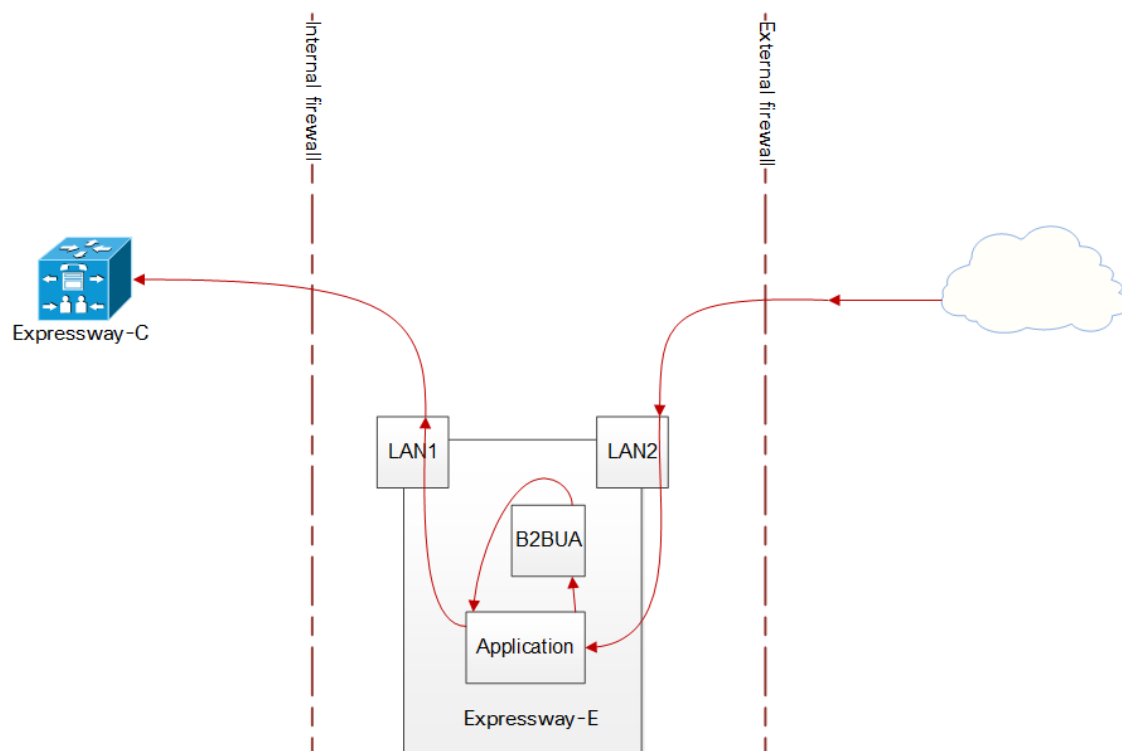 Internal firewall
External firewall
Expressway-C
LAN1
LAN2
B2BUA
Application
Expressway-E